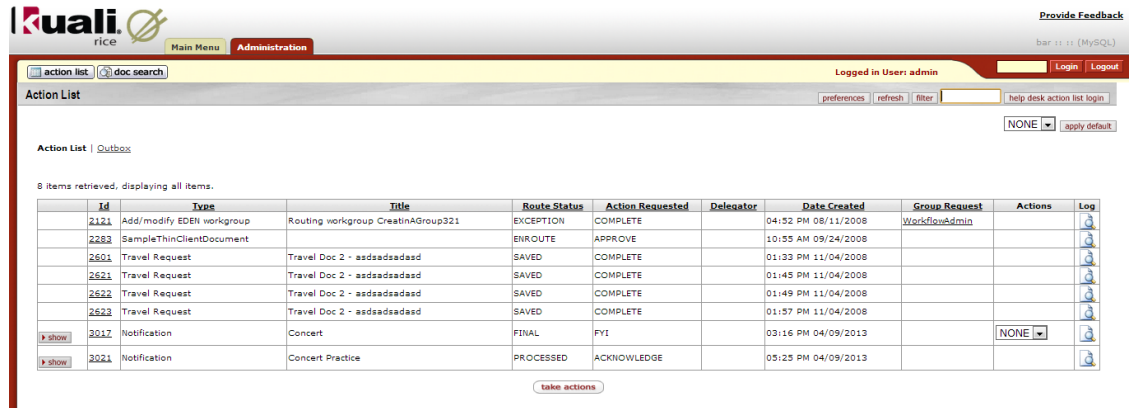 kuali.
rice
Provide Feedback
Main Menu Administration
bar :: :: (MySQL)
action list doc search Logged in User: admin Login Logout
Action List preferences refresh filter help desk action list login
NONE apply default
Action List | Outbox
8 items retrieved, displaying all items.
Id Type Title Route Status Action Requested Delegator Date Created Group Request Actions Log
2121 Add/modify EDEN workgroup Routing workgroup CreatinAGroup321 EXCEPTION COMPLETE 04:52 PM 08/11/2008 WorkflowAdmin
2283 SampleThinClientDocument ENROUTE APPROVE 10:55 AM 09/24/2008
2601 Travel Request Travel Doc 2 - asdsadsadasd SAVED COMPLETE 01:33 PM 11/04/2008
2621 Travel Request Travel Doc 2 - asdsadsadasd SAVED COMPLETE 01:45 PM 11/04/2008
2622 Travel Request Travel Doc 2 - asdsadsadasd SAVED COMPLETE 01:49 PM 11/04/2008
2623 Travel Request Travel Doc 2 - asdsadsadasd SAVED COMPLETE 01:57 PM 11/04/2008
show 3017 Notification Concert FINAL FYI 03:16 PM 04/09/2013 NONE
show 3021 Notification Concert Practice PROCESSED ACKNOWLEDGE 05:25 PM 04/09/2013
take actions